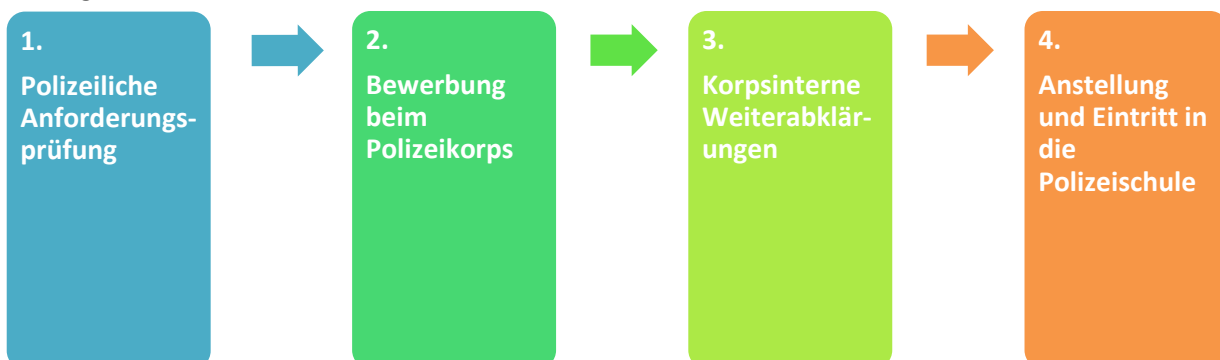 1.
Polizeiliche
Anforderungs-
prüfung
2.
Bewerbung
beim
Polizeikorps
3.
Korpsinterne
Weiterabklär-
ungen
4.
Anstellung
und Eintritt in
die
Polizeischule